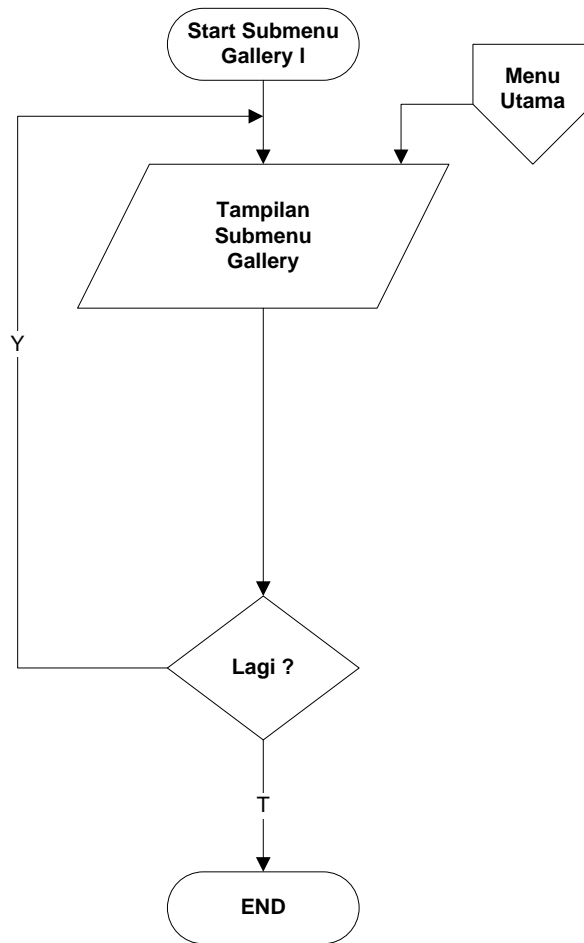 Start Submenu
Gallery I
Menu
Utama
Tampilan
Submenu
Gallery
Y
Lagi ?
T
END